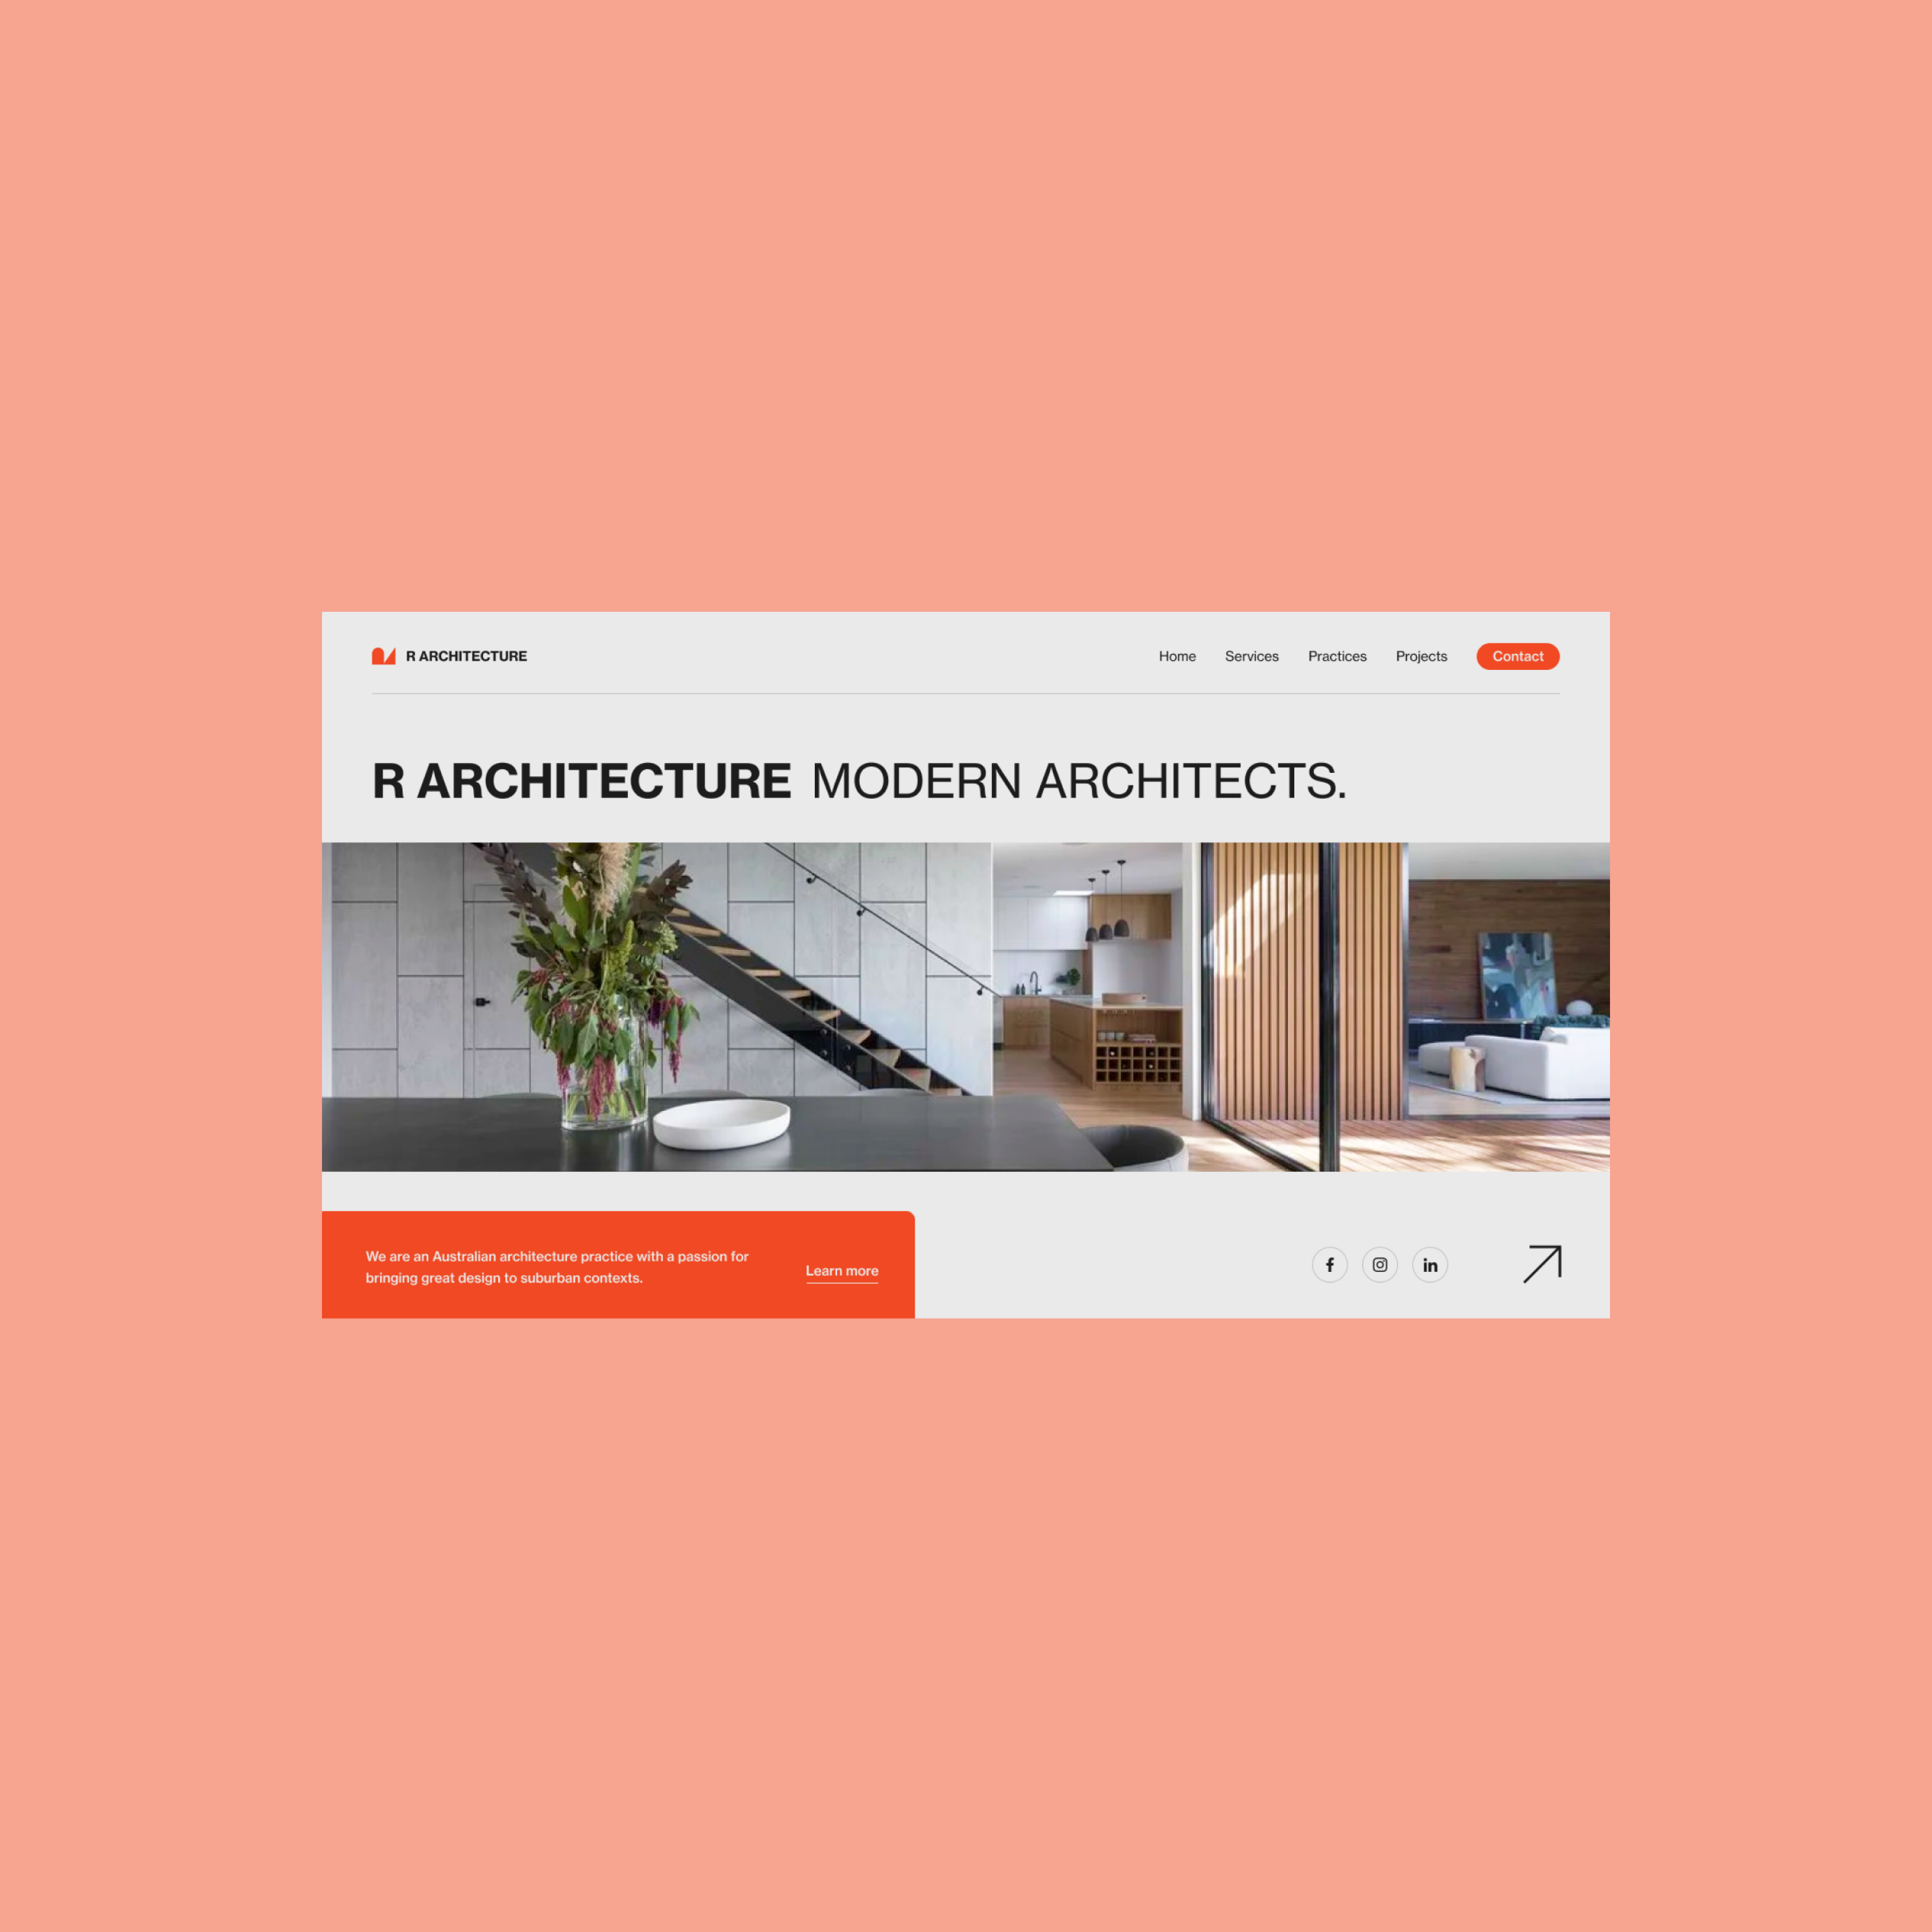 R ARCHITECTURE
Home Services Practices Projects Contact
R ARCHITECTURE MODERN ARCHITECTS.
We are an Australian architecture practice with a passion for
bringing great design to suburban contexts.
Learn more
f
in